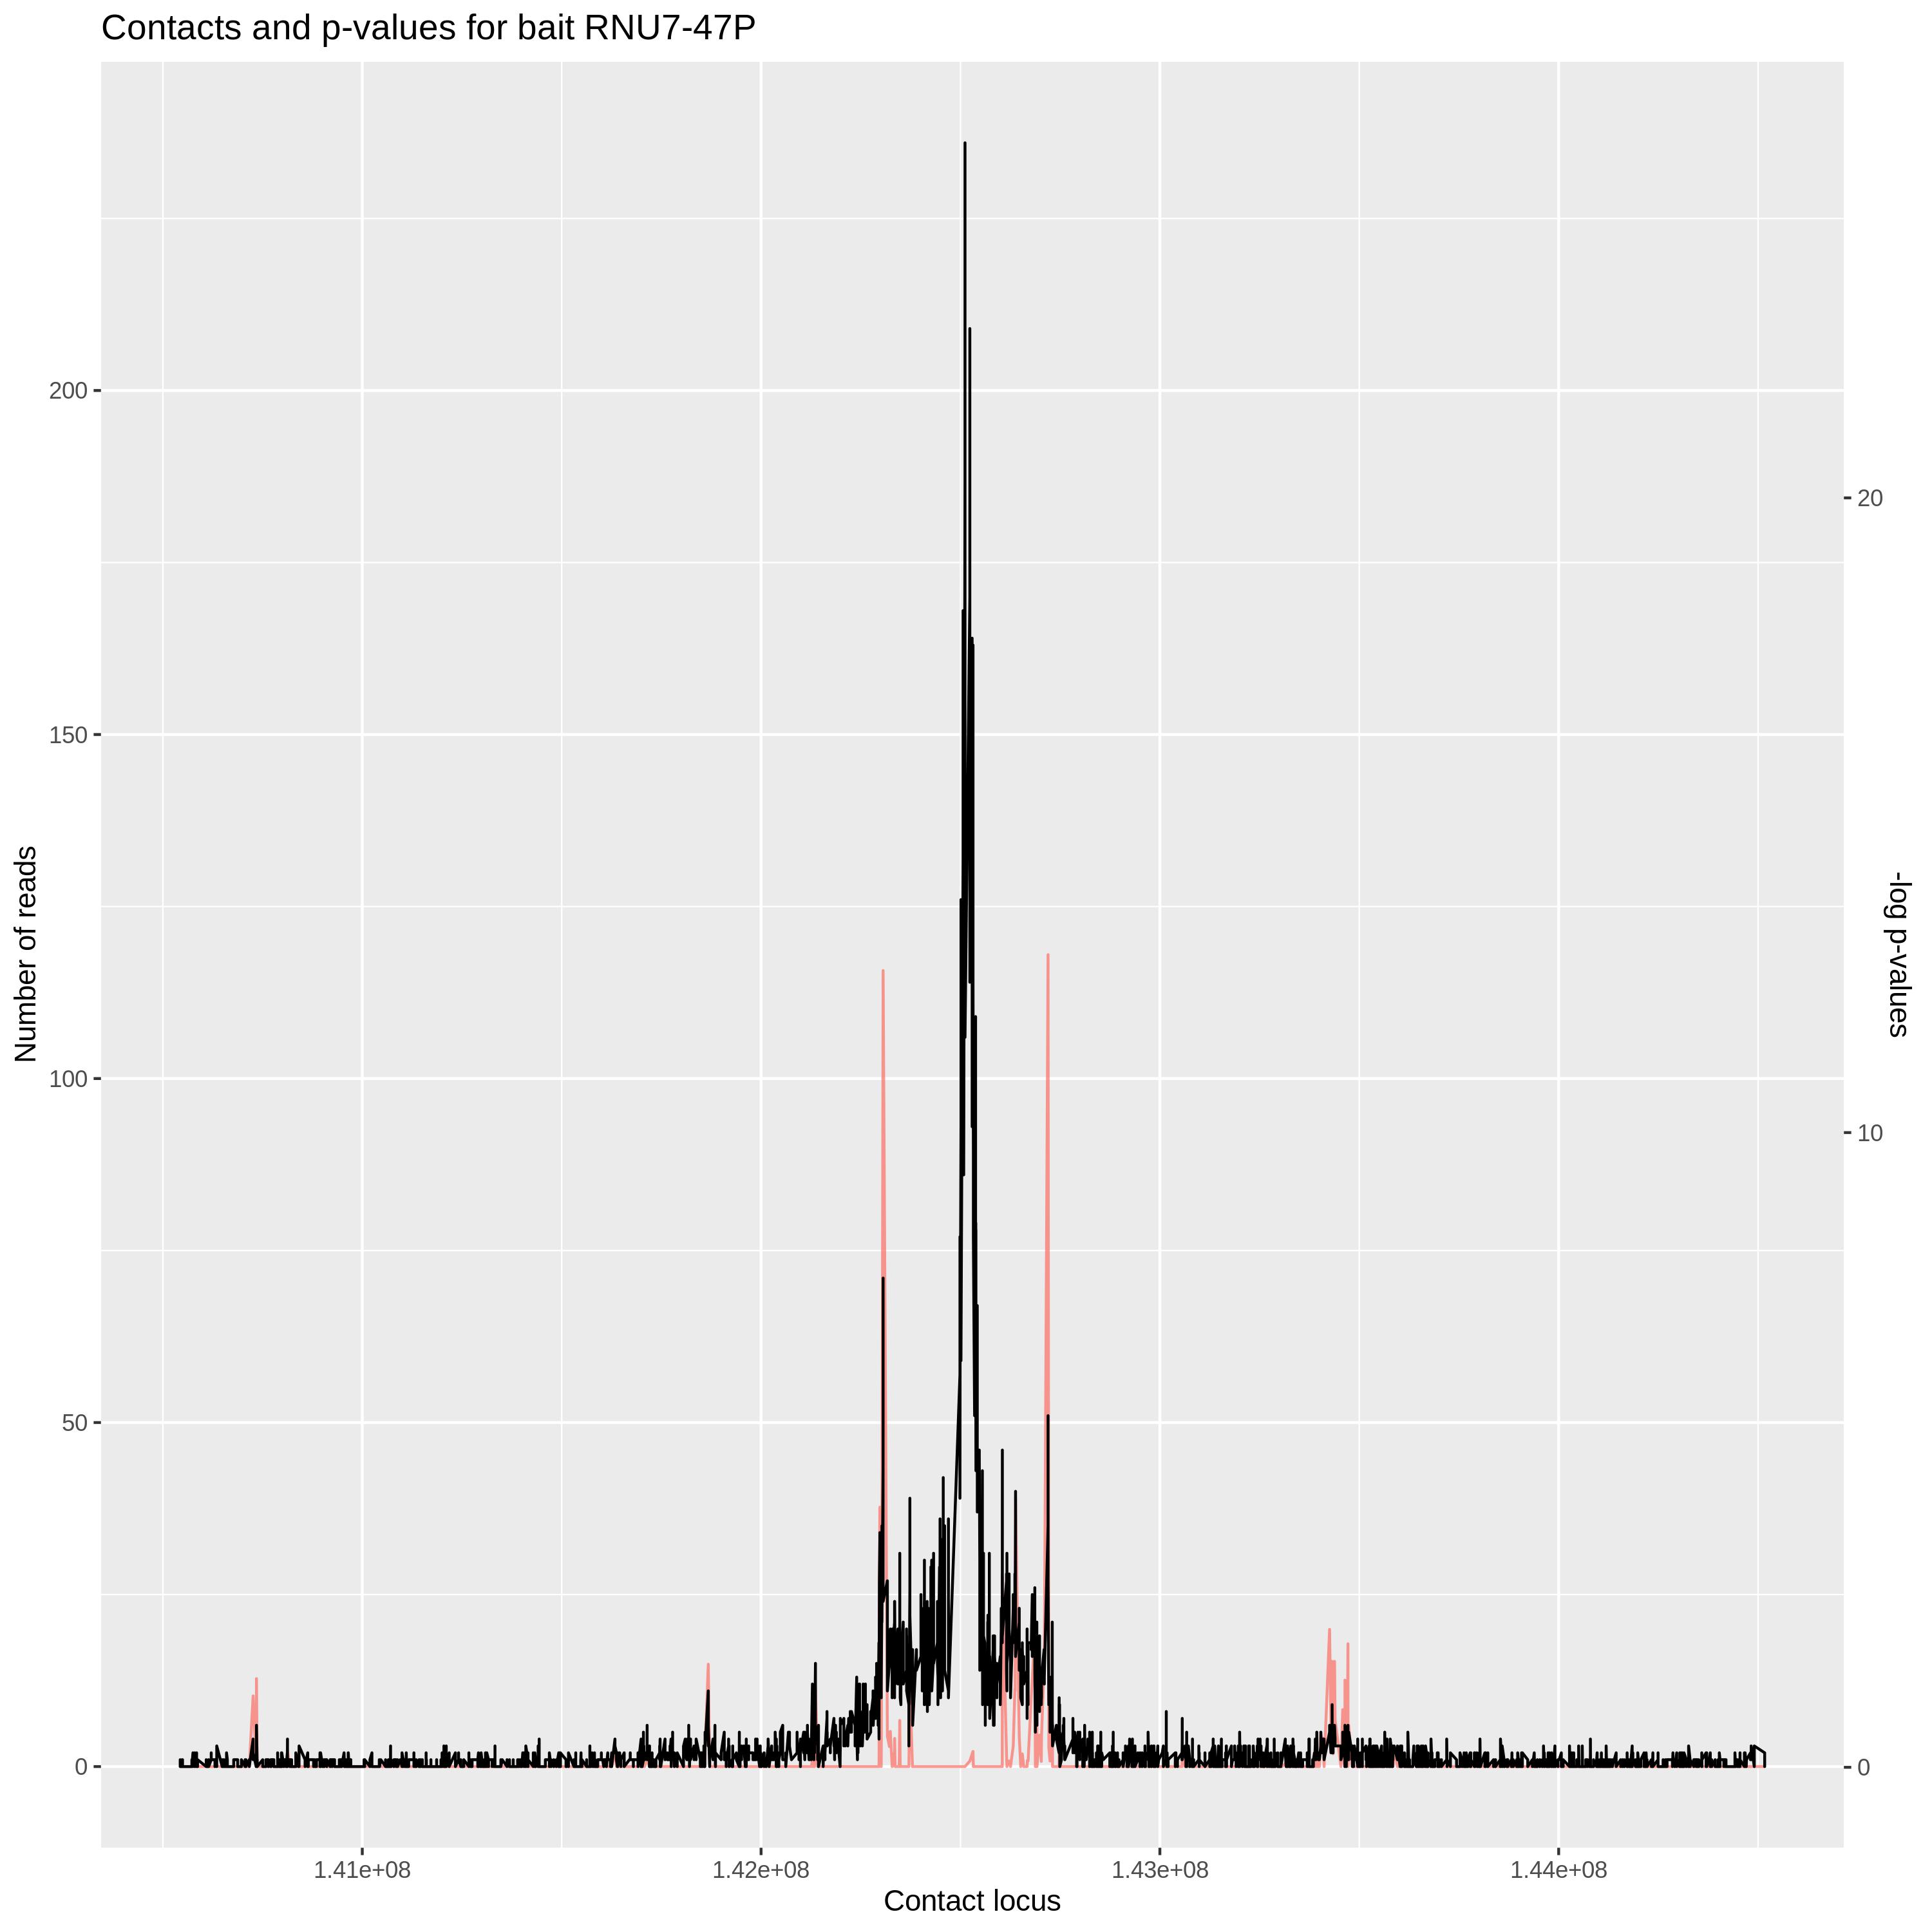 Contacts and p-values for bait RNU7-47P
200
150
100
50
0
Number of reads
20
10
0
-log p-values
1.41e+08
1.42e+08
1.43e+08
1.44e+08
Contact locus